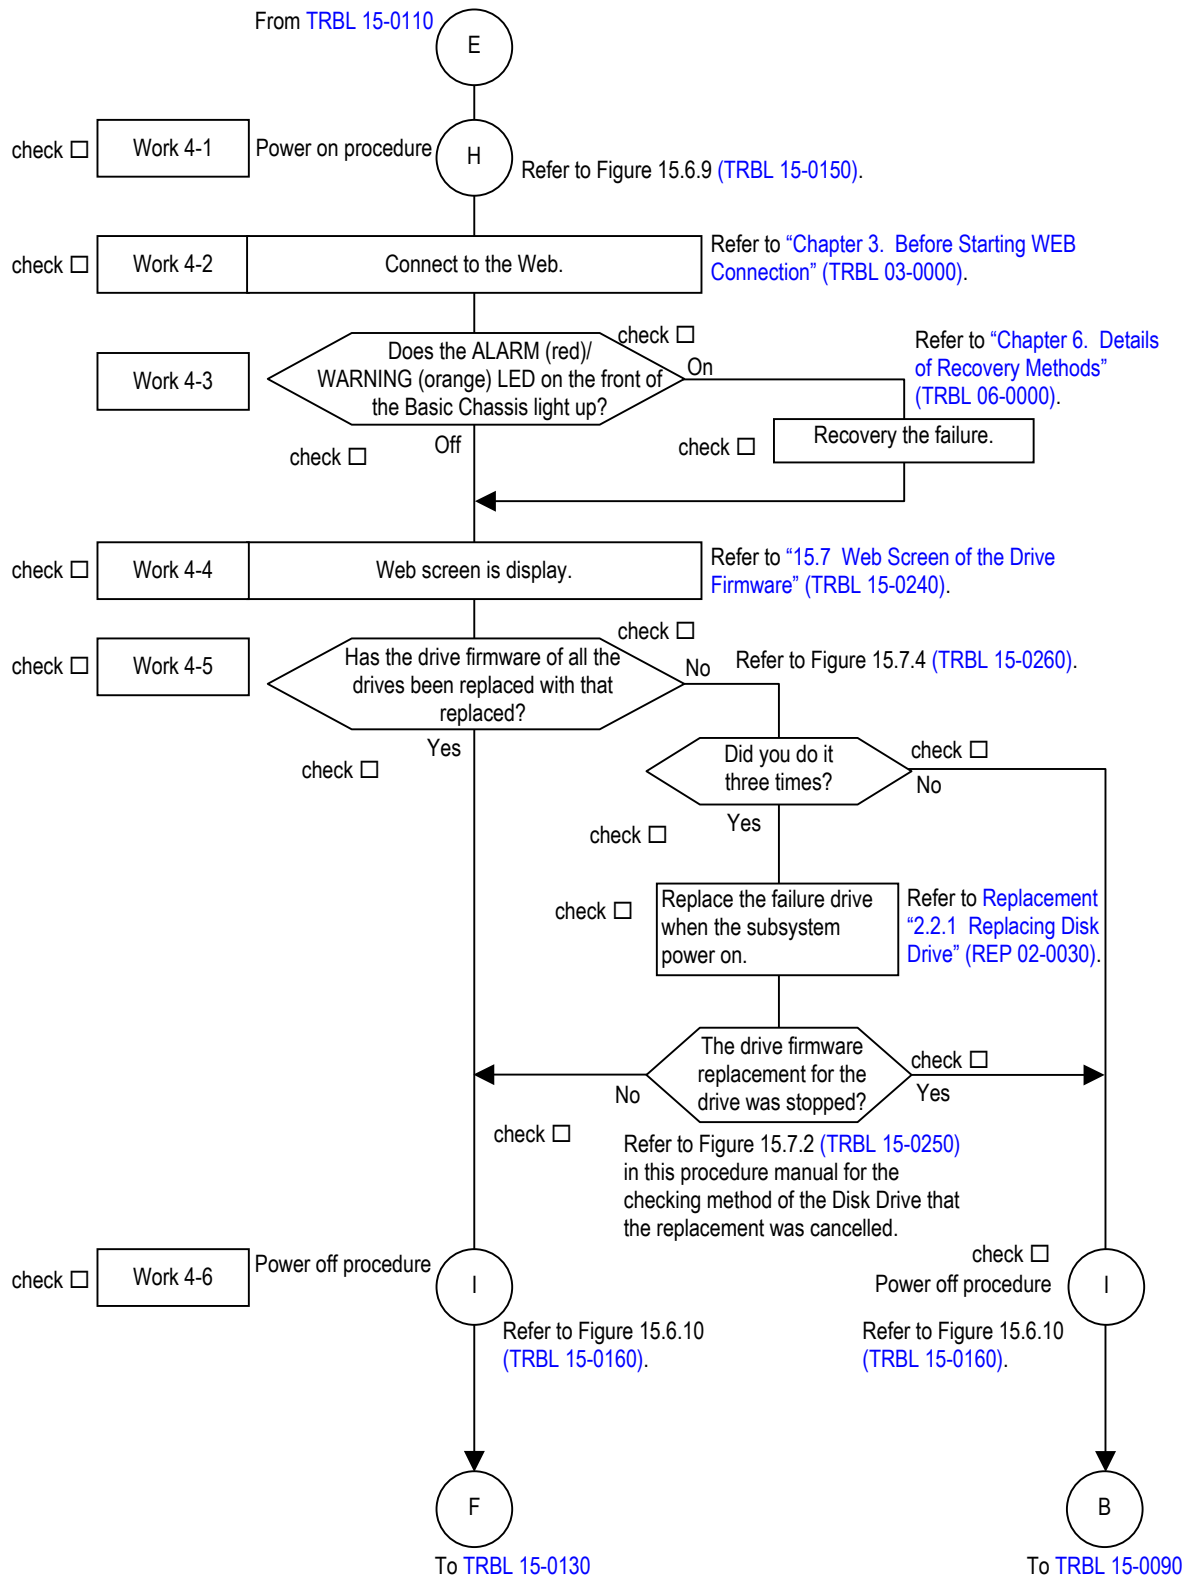 From TRBL 15-0110
E
check □
Work 4-1
Power on procedure
H
Refer to Figure 15.6.9 (TRBL 15-0150).
check □
Work 4-2
Connect to the Web.
Refer to “Chapter 3. Before Starting WEB
Connection” (TRBL 03-0000).
Work 4-3
Does the ALARM (red)/
WARNING (orange) LED on the front of
the Basic Chassis light up?
check □
On
Refer to “Chapter 6. Details
of Recovery Methods”
(TRBL 06-0000).
check □
Off
check □
Recovery the failure.
check □
Work 4-4
Web screen is display.
Refer to “15.7 Web Screen of the Drive
Firmware” (TRBL 15-0240).
check □
Work 4-5
Has the drive firmware of all the
drives been replaced with that
replaced?
check □
No
Refer to Figure 15.7.4 (TRBL 15-0260).
Yes
check □
Did you do it
three times?
check □
No
Yes
check □
check □
Replace the failure drive
when the subsystem
power on.
Refer to Replacement
“2.2.1 Replacing Disk
Drive” (REP 02-0030).
The drive firmware
replacement for the
drive was stopped?
check □
Yes
No
check □
Refer to Figure 15.7.2 (TRBL 15-0250)
in this procedure manual for the
checking method of the Disk Drive that
the replacement was cancelled.
check □
Work 4-6
Power off procedure
I
Refer to Figure 15.6.10
(TRBL 15-0160).
check □
Power off procedure
I
Refer to Figure 15.6.10
(TRBL 15-0160).
F
To TRBL 15-0130
B
To TRBL 15-0090